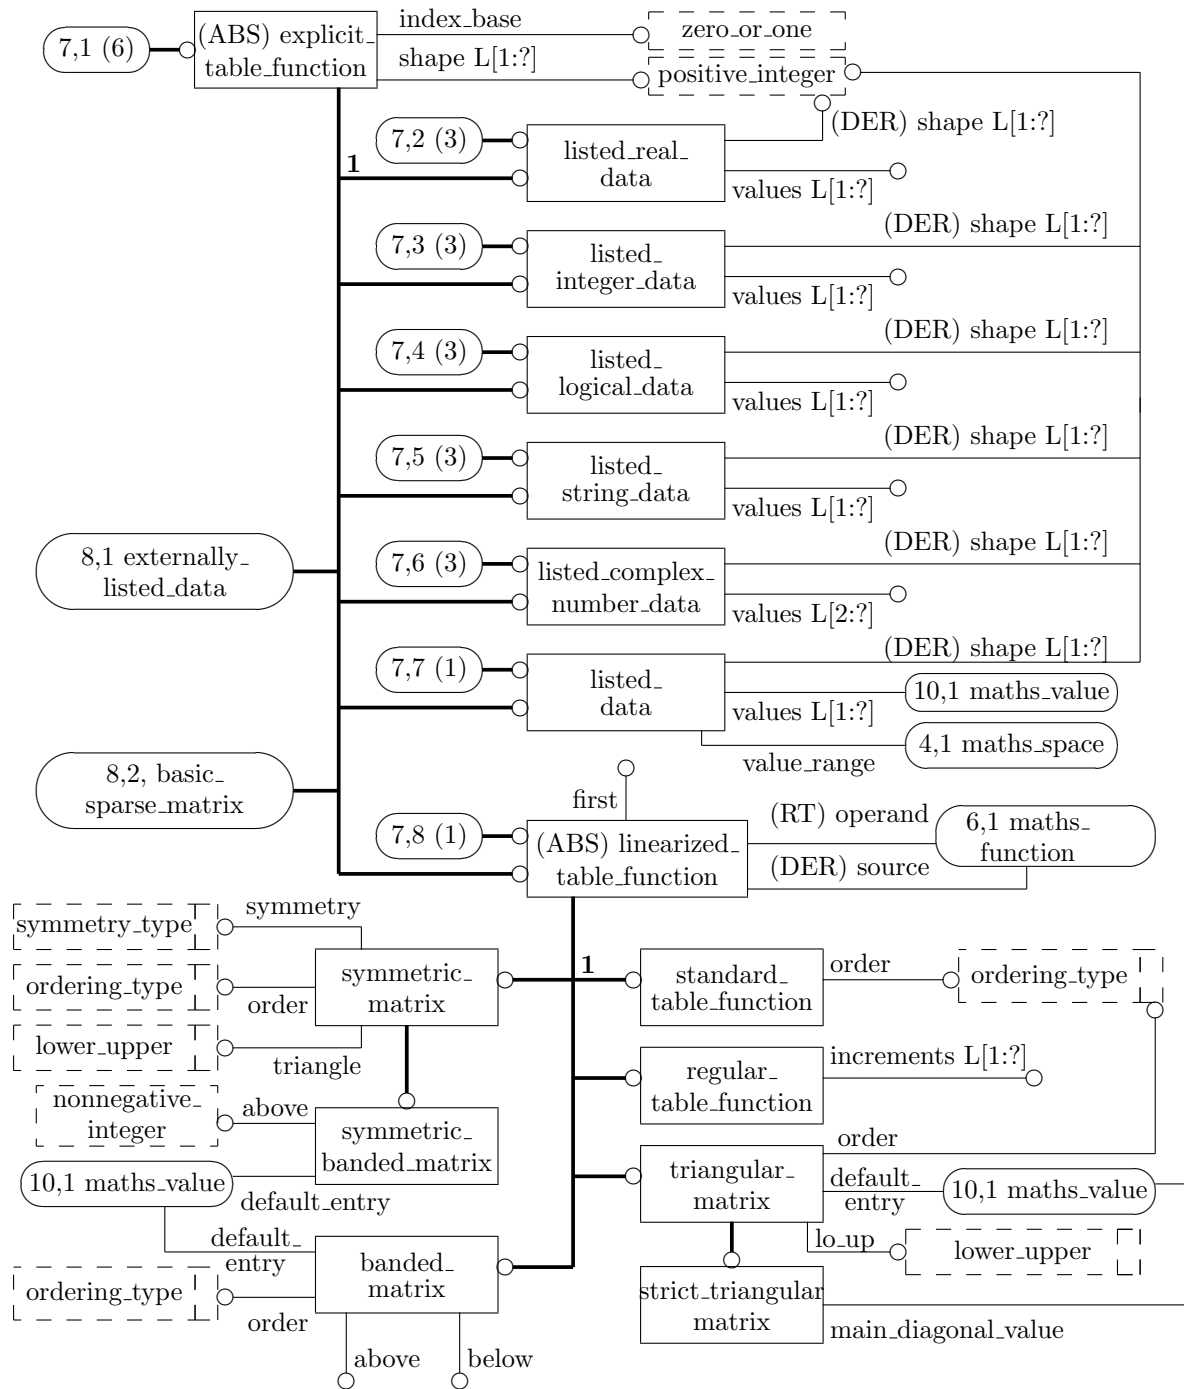 7,1 (6)
(ABS) explicit_
table_function
index_base
zero_or_one
shape L[1:?]
positive_integer
(DER) shape L[1:?]
1
7,2 (3)
listed_real_
data
values L[1:?]
(DER) shape L[1:?]
7,3 (3)
listed_
integer_data
values L[1:?]
(DER) shape L[1:?]
7,4 (3)
listed_
logical_data
values L[1:?]
(DER) shape L[1:?]
7,5 (3)
listed_
string_data
values L[1:?]
8,1 externally_
listed_data
(DER) shape L[1:?]
7,6 (3)
listed_complex_
number_data
values L[2:?]
(DER) shape L[1:?]
7,7 (1)
listed_
data
values L[1:?]
10,1 maths_value
4,1 maths_space
value_range
8,2, basic_
sparse_matrix
first
7,8 (1)
(ABS) linearized_
table_function
(RT) operand
(DER) source
6,1 maths_
function
symmetry_type
symmetry
ordering_type
order
symmetric_
matrix
lower_upper
triangle
1
standard_
table_function
order
ordering_type
nonnegative_
integer
above
symmetric_
banded_matrix
regular_
table_function
increments L[1:?]
10,1 maths_value
default_entry
triangular_
matrix
order
default_
entry
10,1 maths_value
lo_up
lower_upper
default_
entry
banded_
matrix
ordering_type
order
above
below
strict_triangular
matrix
main_diagonal_value